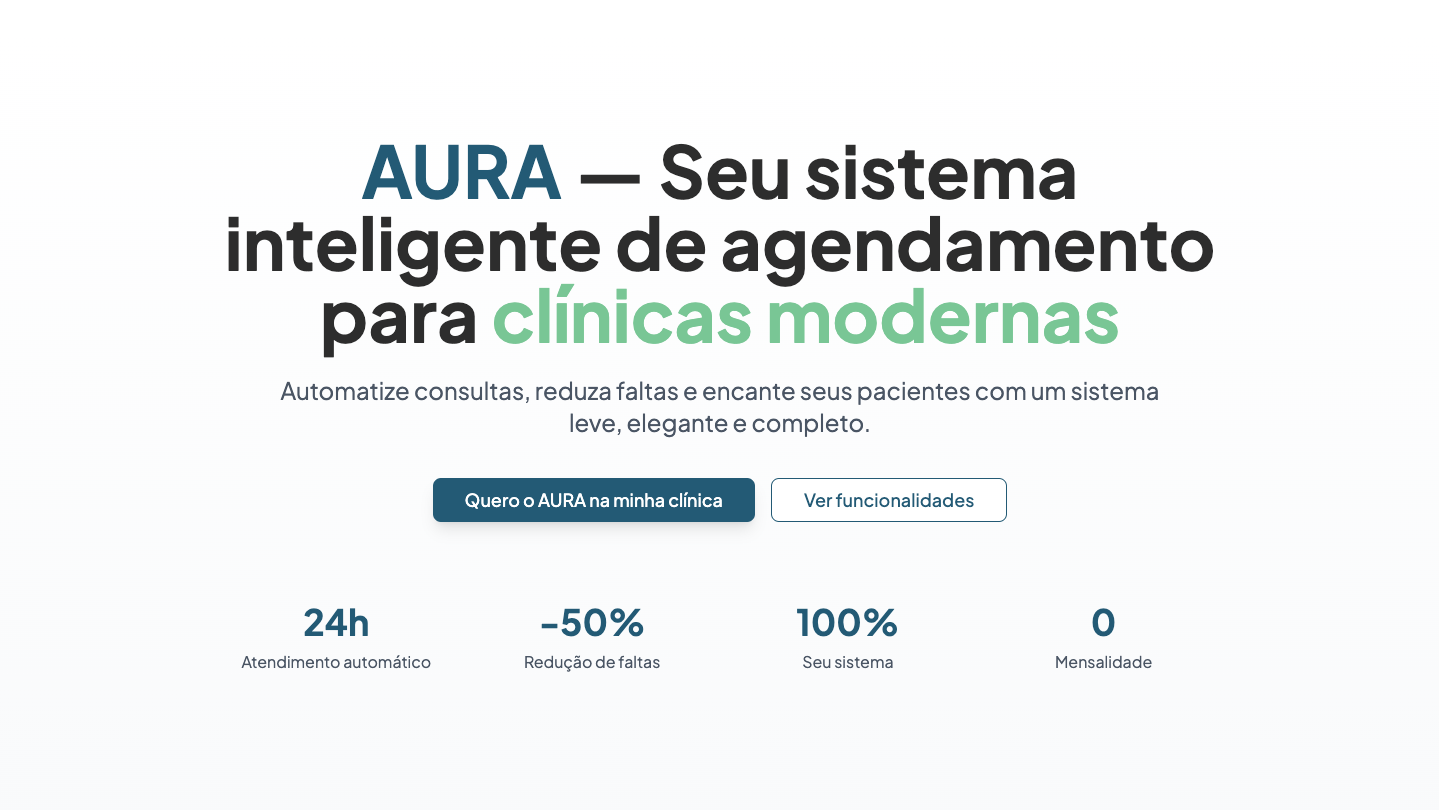 AURA — Seu sistema
inteligente de agendamento
para clínicas modernas
Automatize consultas, reduza faltas e encante seus pacientes com um sistema
leve, elegante e completo.
Quero o AURA na minha clínica
Ver funcionalidades
24h
Atendimento automático
-50%
Redução de faltas
100%
Seu sistema
0
Mensalidade